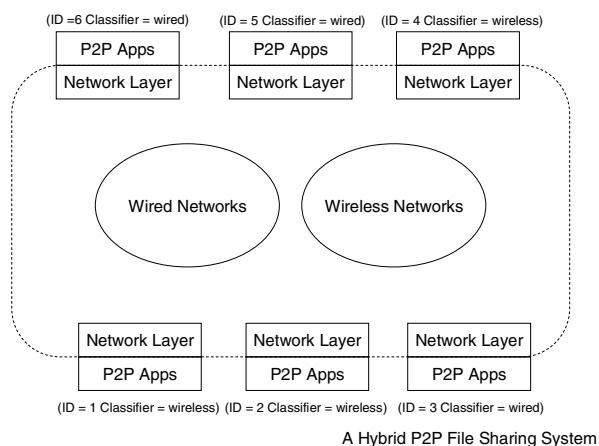 (ID =6 Classifier = wired) (ID = 5 Classifier = wired) (ID = 4 Classifier = wireless)
P2P Apps P2P Apps P2P Apps
Network Layer Network Layer Network Layer
Wired Networks Wireless Networks
Network Layer Network Layer Network Layer
P2P Apps P2P Apps P2P Apps
(ID = 1 Classifier = wireless) (ID = 2 Classifier = wireless) (ID = 3 Classifier = wired)
A Hybrid P2P File Sharing System